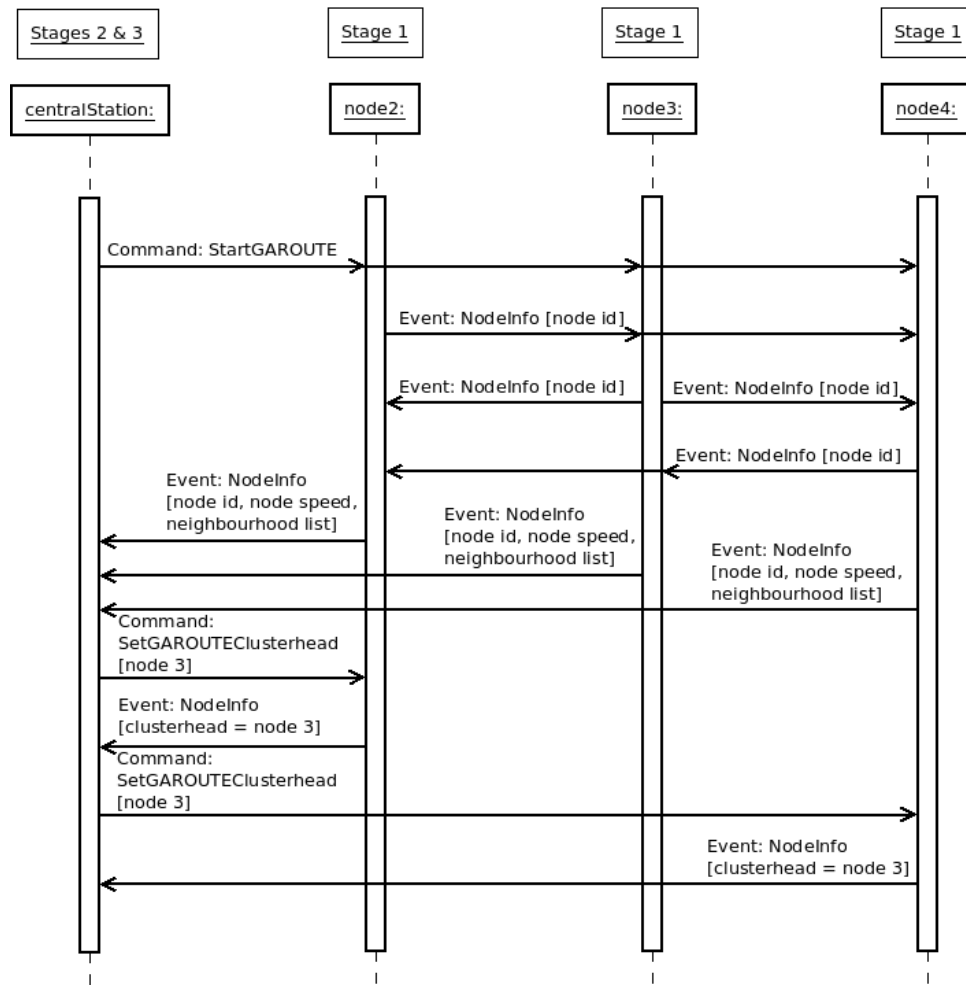 Stages 2 & 3
Stage 1
Stage 1
Stage 1
centralStation:
node2:
node3:
node4:
Command: StartGAROUTE
Event: NodeInfo [node id]
Event: NodeInfo [node id]
Event: NodeInfo [node id]
Event: NodeInfo [node id]
Event: NodeInfo
[node id, node speed,
neighbourhood list]
Event: NodeInfo
[node id, node speed,
neighbourhood list]
Event: NodeInfo
[node id, node speed,
neighbourhood list]
Command:
SetGAROUTEClusterhead
[node 3]
Event: NodeInfo
[clusterhead = node 3]
Command:
SetGAROUTEClusterhead
[node 3]
Event: NodeInfo
[clusterhead = node 3]